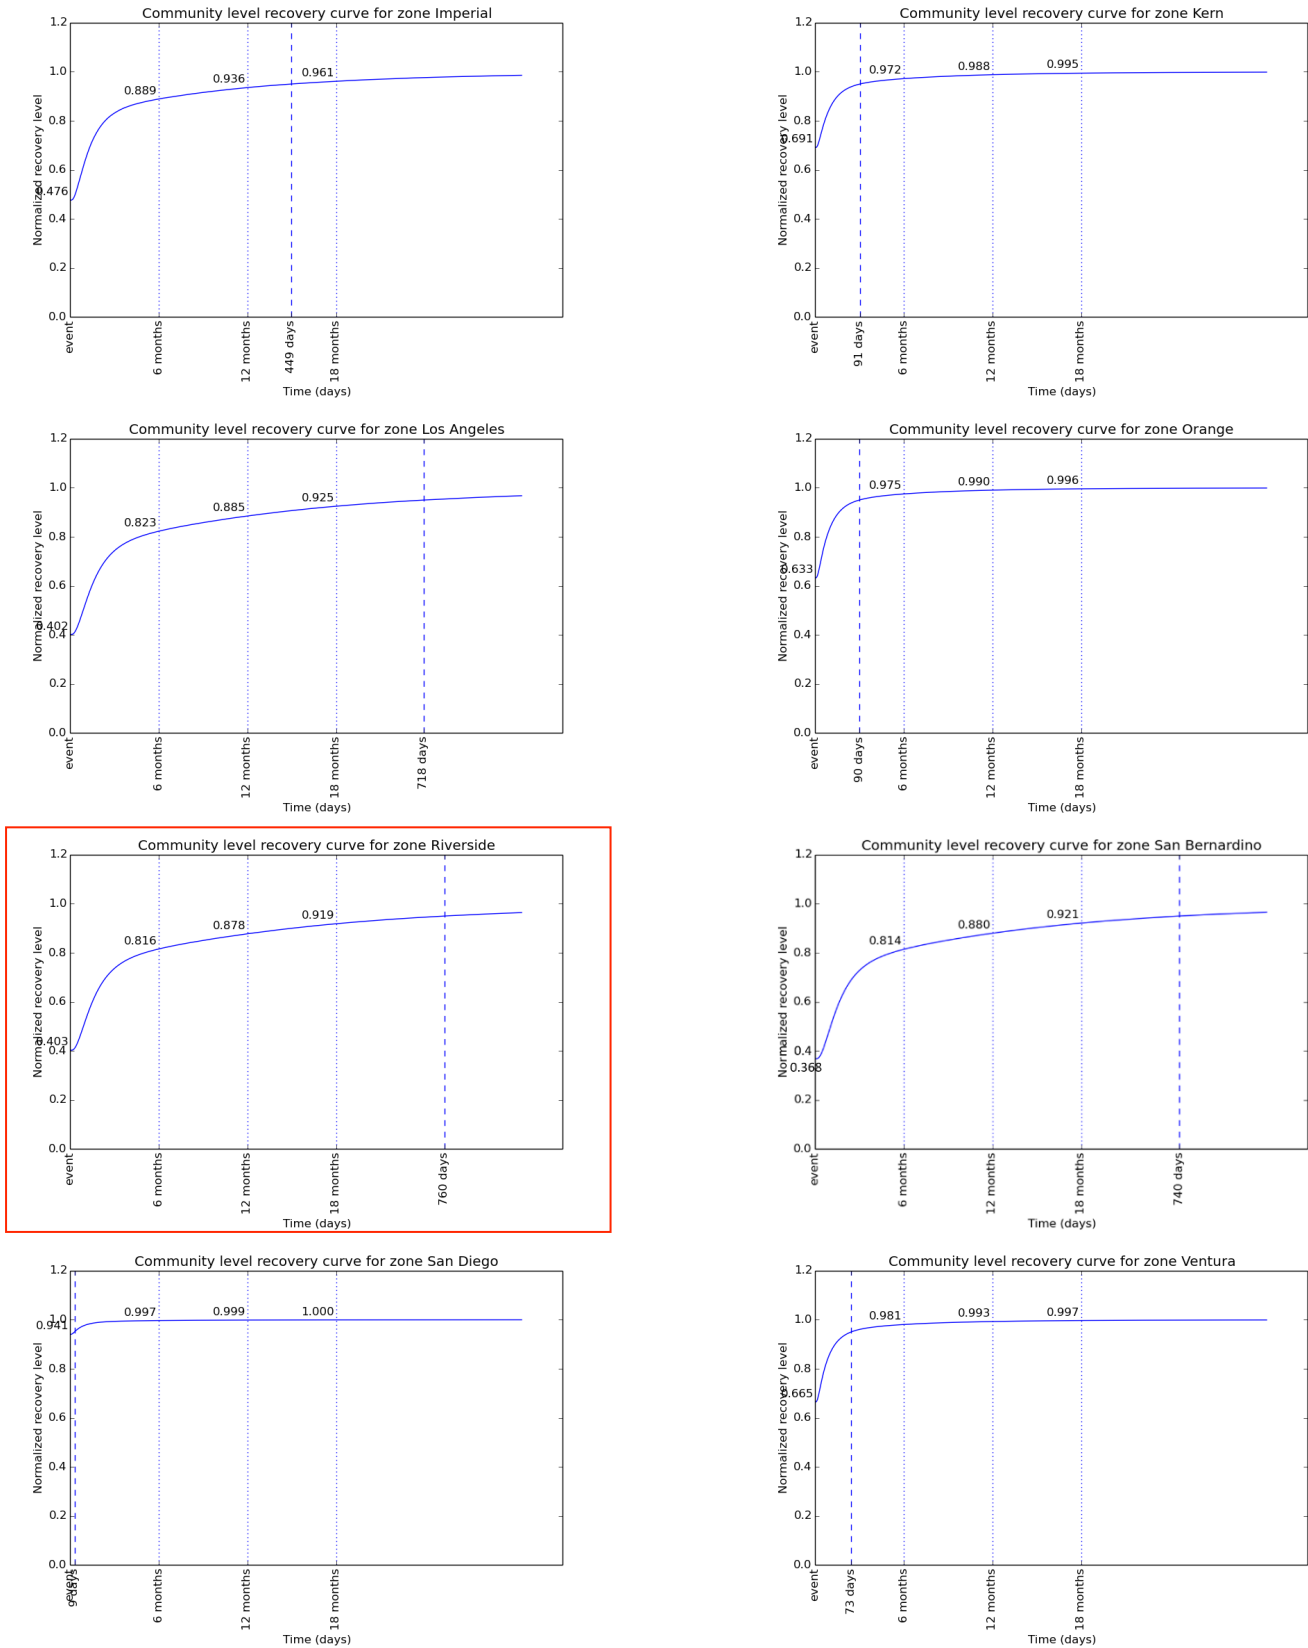 Community level recovery curve for zone Imperial
1.2
1.0
0.8
0.6
0.4
0.2
0.0
Normalized recovery level
0.476
0.889
0.936
0.961
event
6 months
12 months
449 days
18 months
Time (days)
Community level recovery curve for zone Kern
1.2
1.0
0.8
0.6
0.4
0.2
0.0
Normalized recovery level
0.691
0.972
0.988
0.995
event
91 days
6 months
12 months
18 months
Time (days)
Community level recovery curve for zone Los Angeles
1.2
1.0
0.8
0.6
0.4
0.2
0.0
Normalized recovery level
0.402
0.823
0.885
0.925
event
6 months
12 months
18 months
718 days
Time (days)
Community level recovery curve for zone Orange
1.2
1.0
0.8
0.6
0.4
0.2
0.0
Normalized recovery level
0.633
0.975
0.990
0.996
event
90 days
6 months
12 months
18 months
Time (days)
Community level recovery curve for zone Riverside
1.2
1.0
0.8
0.6
0.4
0.2
0.0
Normalized recovery level
0.403
0.816
0.878
0.919
event
6 months
12 months
18 months
760 days
Time (days)
Community level recovery curve for zone San Bernardino
1.2
1.0
0.8
0.6
0.4
0.2
0.0
Normalized recovery level
0.368
0.814
0.880
0.921
event
6 months
12 months
18 months
740 days
Time (days)
Community level recovery curve for zone San Diego
1.2
1.0
0.8
0.6
0.4
0.2
0.0
Normalized recovery level
0.941
0.997
0.999
1.000
event
9 days
6 months
12 months
18 months
Time (days)
Community level recovery curve for zone Ventura
1.2
1.0
0.8
0.6
0.4
0.2
0.0
Normalized recovery level
0.665
0.981
0.993
0.997
event
73 days
6 months
12 months
18 months
Time (days)